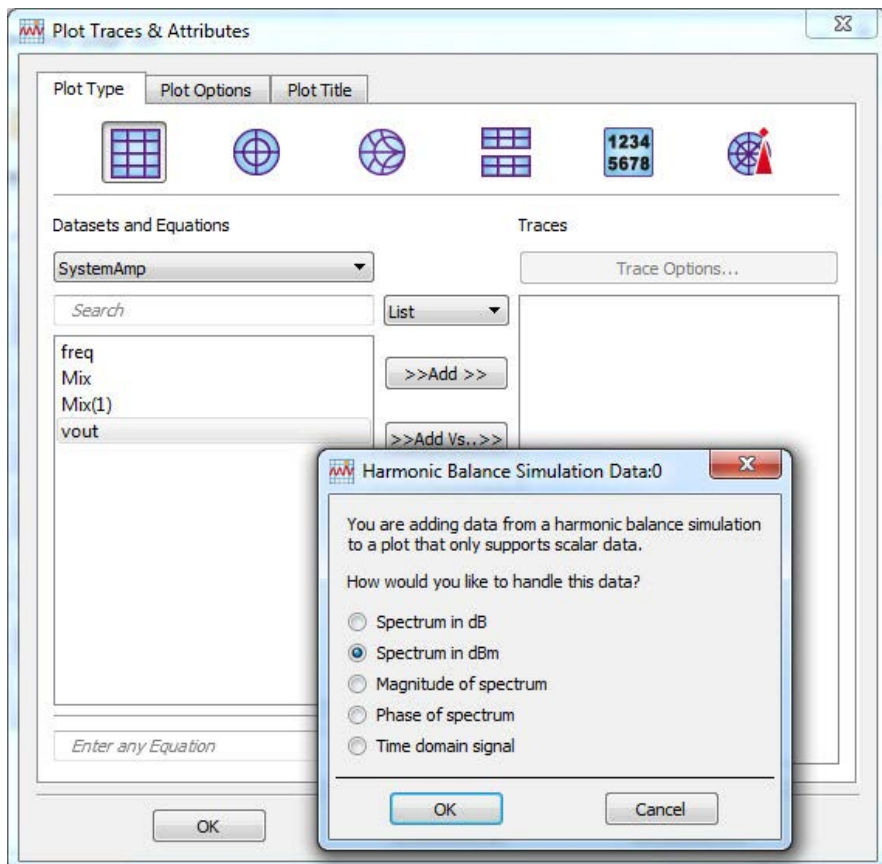 Plot Traces & Attributes
Plot Type
Plot Options
Plot Title
1234
5678
Datasets and Equations
Traces
SystemAmp
Trace Options...
Search
List
freq
Mix
Mix(1)
vout
>>Add >>
>>Add Vs..>>
Enter any Equation
OK
Harmonic Balance Simulation Data:0
You are adding data from a harmonic balance simulation
to a plot that only supports scalar data.
How would you like to handle this data?
Spectrum in dB
Spectrum in dBm
Magnitude of spectrum
Phase of spectrum
Time domain signal
OK
Cancel